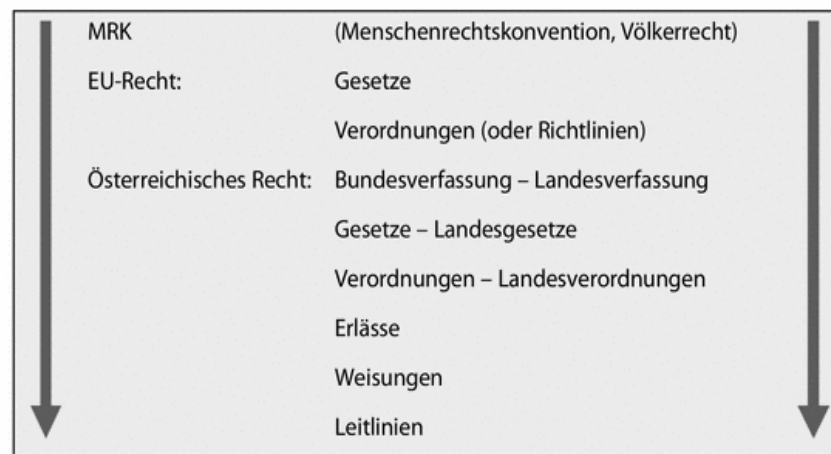 MRK (Menschenrechtskonvention, Völkerrecht)
EU-Recht: Gesetze
Verordnungen (oder Richtlinien)
Österreichisches Recht: Bundesverfassung – Landesverfassung
Gesetze – Landesgesetze
Verordnungen – Landesverordnungen
Erlässe
Weisungen
Leitlinien